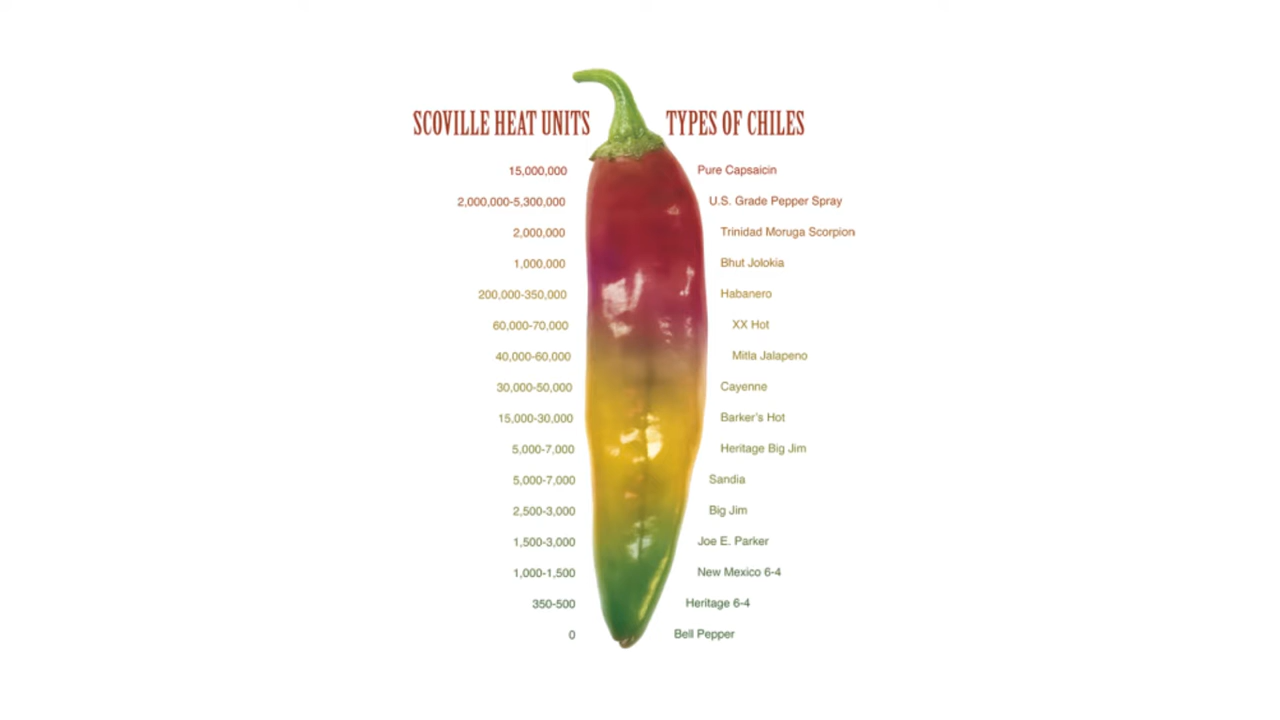 SCOVILLE HEAT UNITS TYPES OF CHILES
15,000,000 Pure Capsaicin
2,000,000-5,300,000 U.S. Grade Pepper Spray
2,000,000 Trinidad Moruga Scorpion
1,000,000 Bhut Jolokia
200,000-350,000 Habanero
60,000-70,000 XX Hot
40,000-60,000 Mitla Jalapeno
30,000-50,000 Cayenne
15,000-30,000 Barker's Hot
5,000-7,000 Heritage Big Jim
5,000-7,000 Sandia
2,500-3,000 Big Jim
1,500-3,000 Joe E. Parker
1,000-1,500 New Mexico 6-4
350-500 Heritage 6-4
0 Bell Pepper